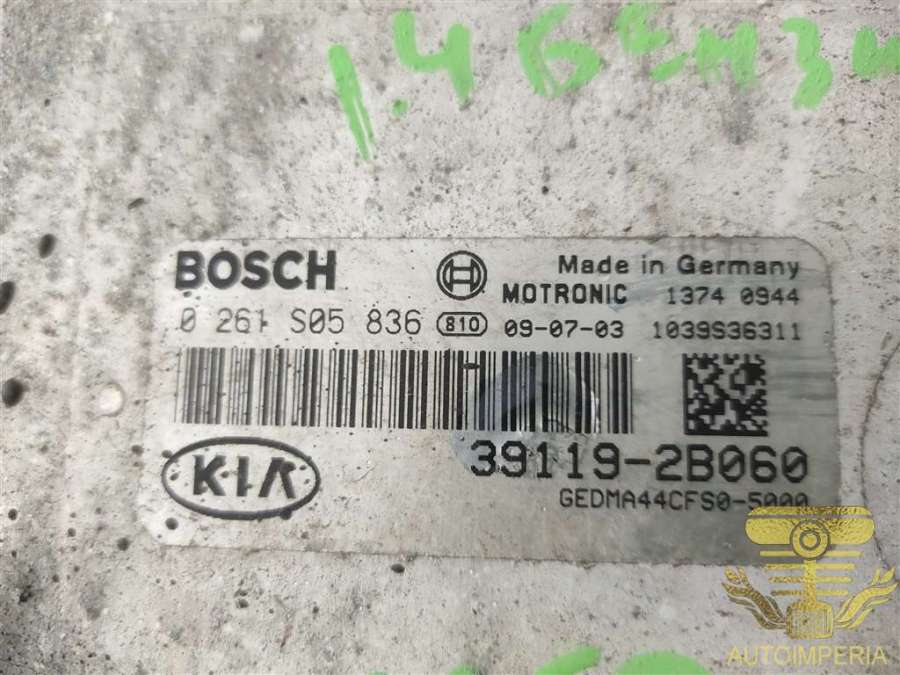 1.4 бензи
BOSCH
Made in Germany
MOTRONIC 1374 0944
0 261 S05 836 810 09-07-03 1039S36311
39119-2B060
KIA
GEDMA44CFS0-5000
AUTOIMPERIA